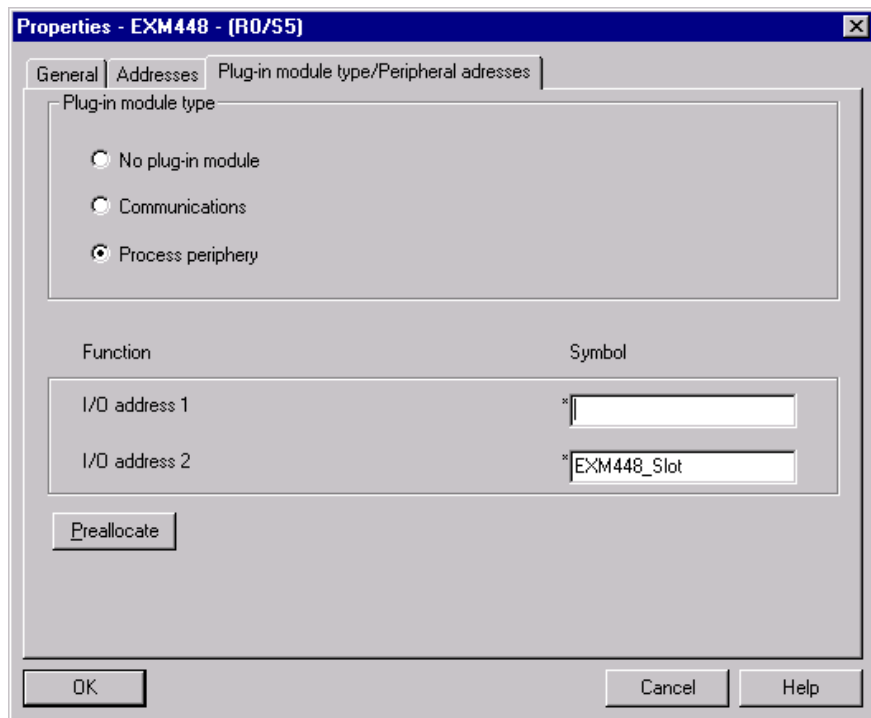 Properties - EXM448 - (R0/S5)
General Addresses Plug-in module type/Peripheral adresses
Plug-in module type
No plug-in module
Communications
Process periphery
Function Symbol
I/O address 1 *
I/O address 2 *EXM448_Slot
Preallocate
OK Cancel Help